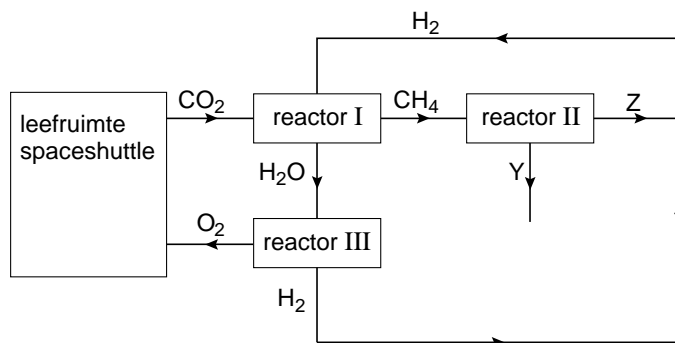 H₂
CO₂
reactor I
CH₄
reactor II
Z
leefruimte
spaceshuttle
H₂O
Y
O₂
reactor III
H₂